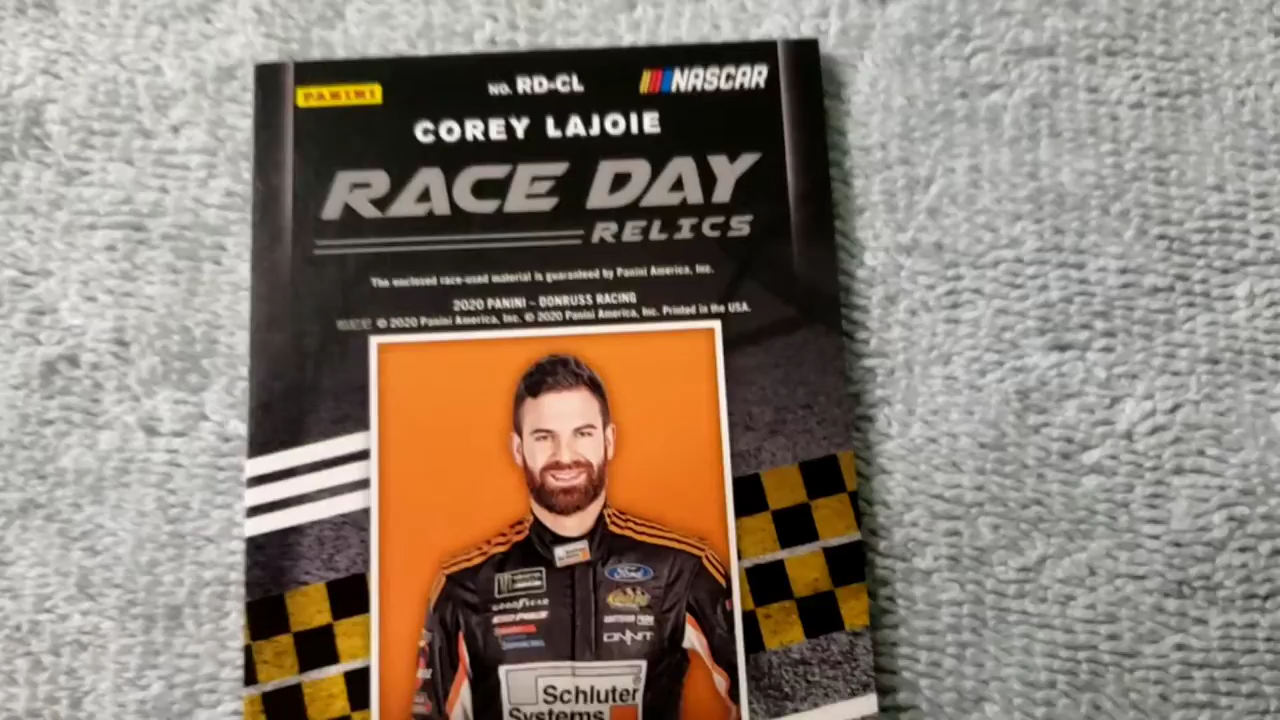 PANINI
NO. RD-CL
NASCAR
COREY LAJOIE
RACE DAY
RELICS
The enclosed race-used material is guaranteed by Panini America, Inc.
2020 PANINI – DONRUSS RACING
© 2020 Panini America, Inc. © 2020 Panini America, Inc. Printed in the USA.
Ford
GOODYEAR
ONNIT
Schluter
Systems